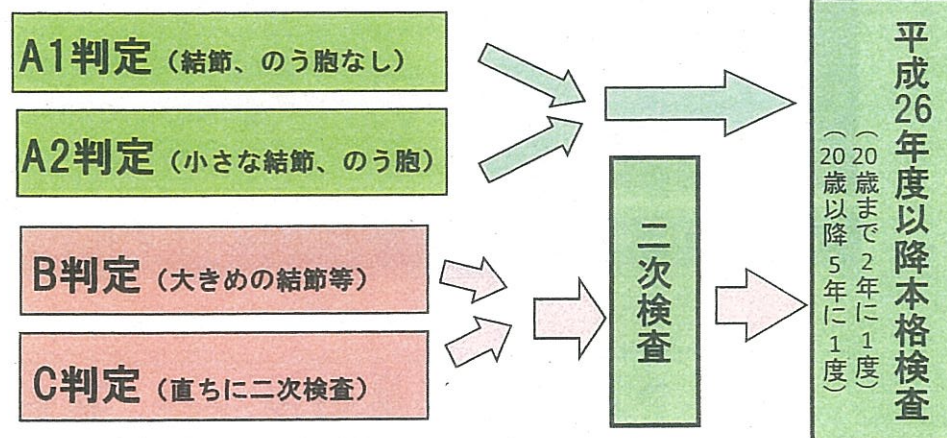 A1判定（結節、のう胞なし）
A2判定（小さな結節、のう胞）
B判定（大きめの結節等）
C判定（直ちに二次検査）
二次検査
平成26年度以降本格検査
（20歳まで２年に１度）
（20歳以降５年に１度）